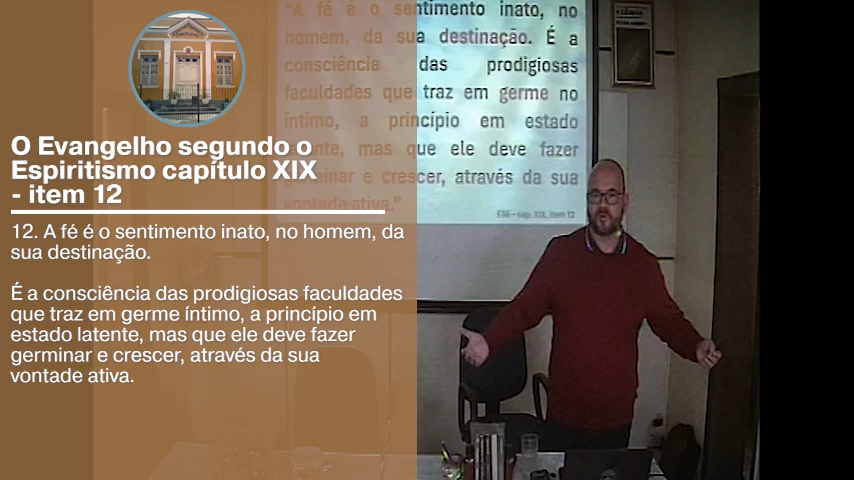 O Evangelho segundo o
Espiritismo capítulo XIX
- item 12
12. A fé é o sentimento inato, no homem, da
sua destinação.
É a consciência das prodigiosas faculdades
que traz em germe íntimo, a princípio em
estado latente, mas que ele deve fazer
germinar e crescer, através da sua
vontade ativa.
"A fé é o sentimento inato, no
homem, da sua destinação. É a
consciência das prodigiosas
faculdades que traz em germe no
íntimo, a princípio em estado
latente, mas que ele deve fazer
germinar e crescer, através da sua
vontade ativa."
ESE - cap. XIX, item 12